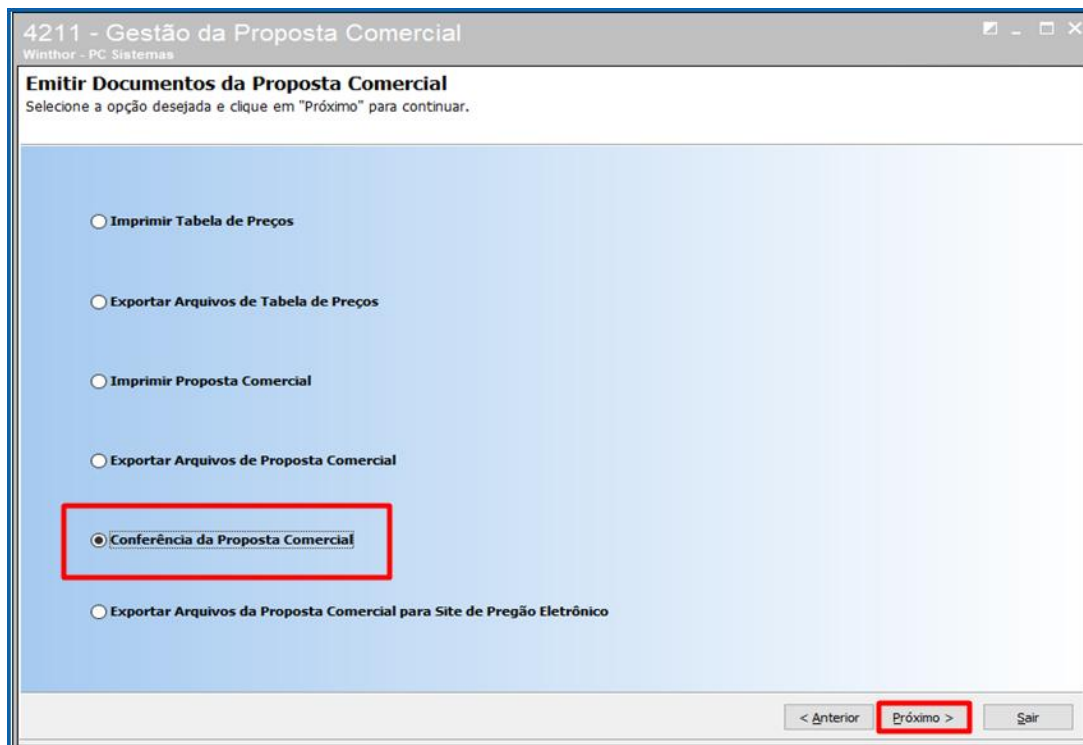 4211 - Gestão da Proposta Comercial
Winthor - PC Sistemas
Emitir Documentos da Proposta Comercial
Selecione a opção desejada e clique em "Próximo" para continuar.
Imprimir Tabela de Preços
Exportar Arquivos de Tabela de Preços
Imprimir Proposta Comercial
Exportar Arquivos de Proposta Comercial
Conferência da Proposta Comercial
Exportar Arquivos da Proposta Comercial para Site de Pregão Eletrônico
< Anterior Próximo > Sair